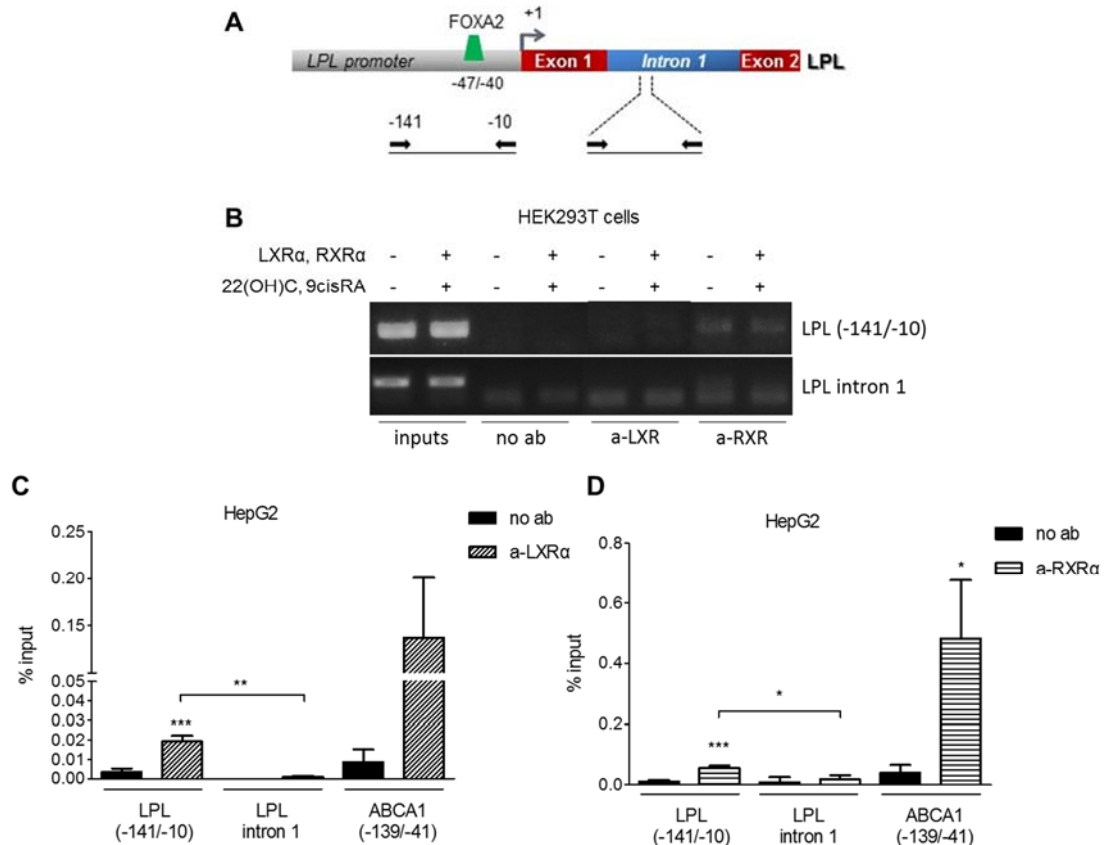 A
FOXA2
+1
LPL promoter
Exon 1
Intron 1
Exon 2
LPL
-47/-40
-141
-10
B
HEK293T cells
LXRα, RXRα - + - + - + - +
22(OH)C, 9cisRA - + - + - + - +
LPL (-141/-10)
LPL intron 1
inputs no ab a-LXR a-RXR
C
HepG2
no ab
a-LXRα
% input
0.25
0.20
0.15
0.05
0.04
0.03
0.02
0.01
0.00
***
**
LPL (-141/-10)
LPL intron 1
ABCA1 (-139/-41)
D
HepG2
no ab
a-RXRα
% input
0.8
0.6
0.4
0.2
0.0
***
*
*
LPL (-141/-10)
LPL intron 1
ABCA1 (-139/-41)